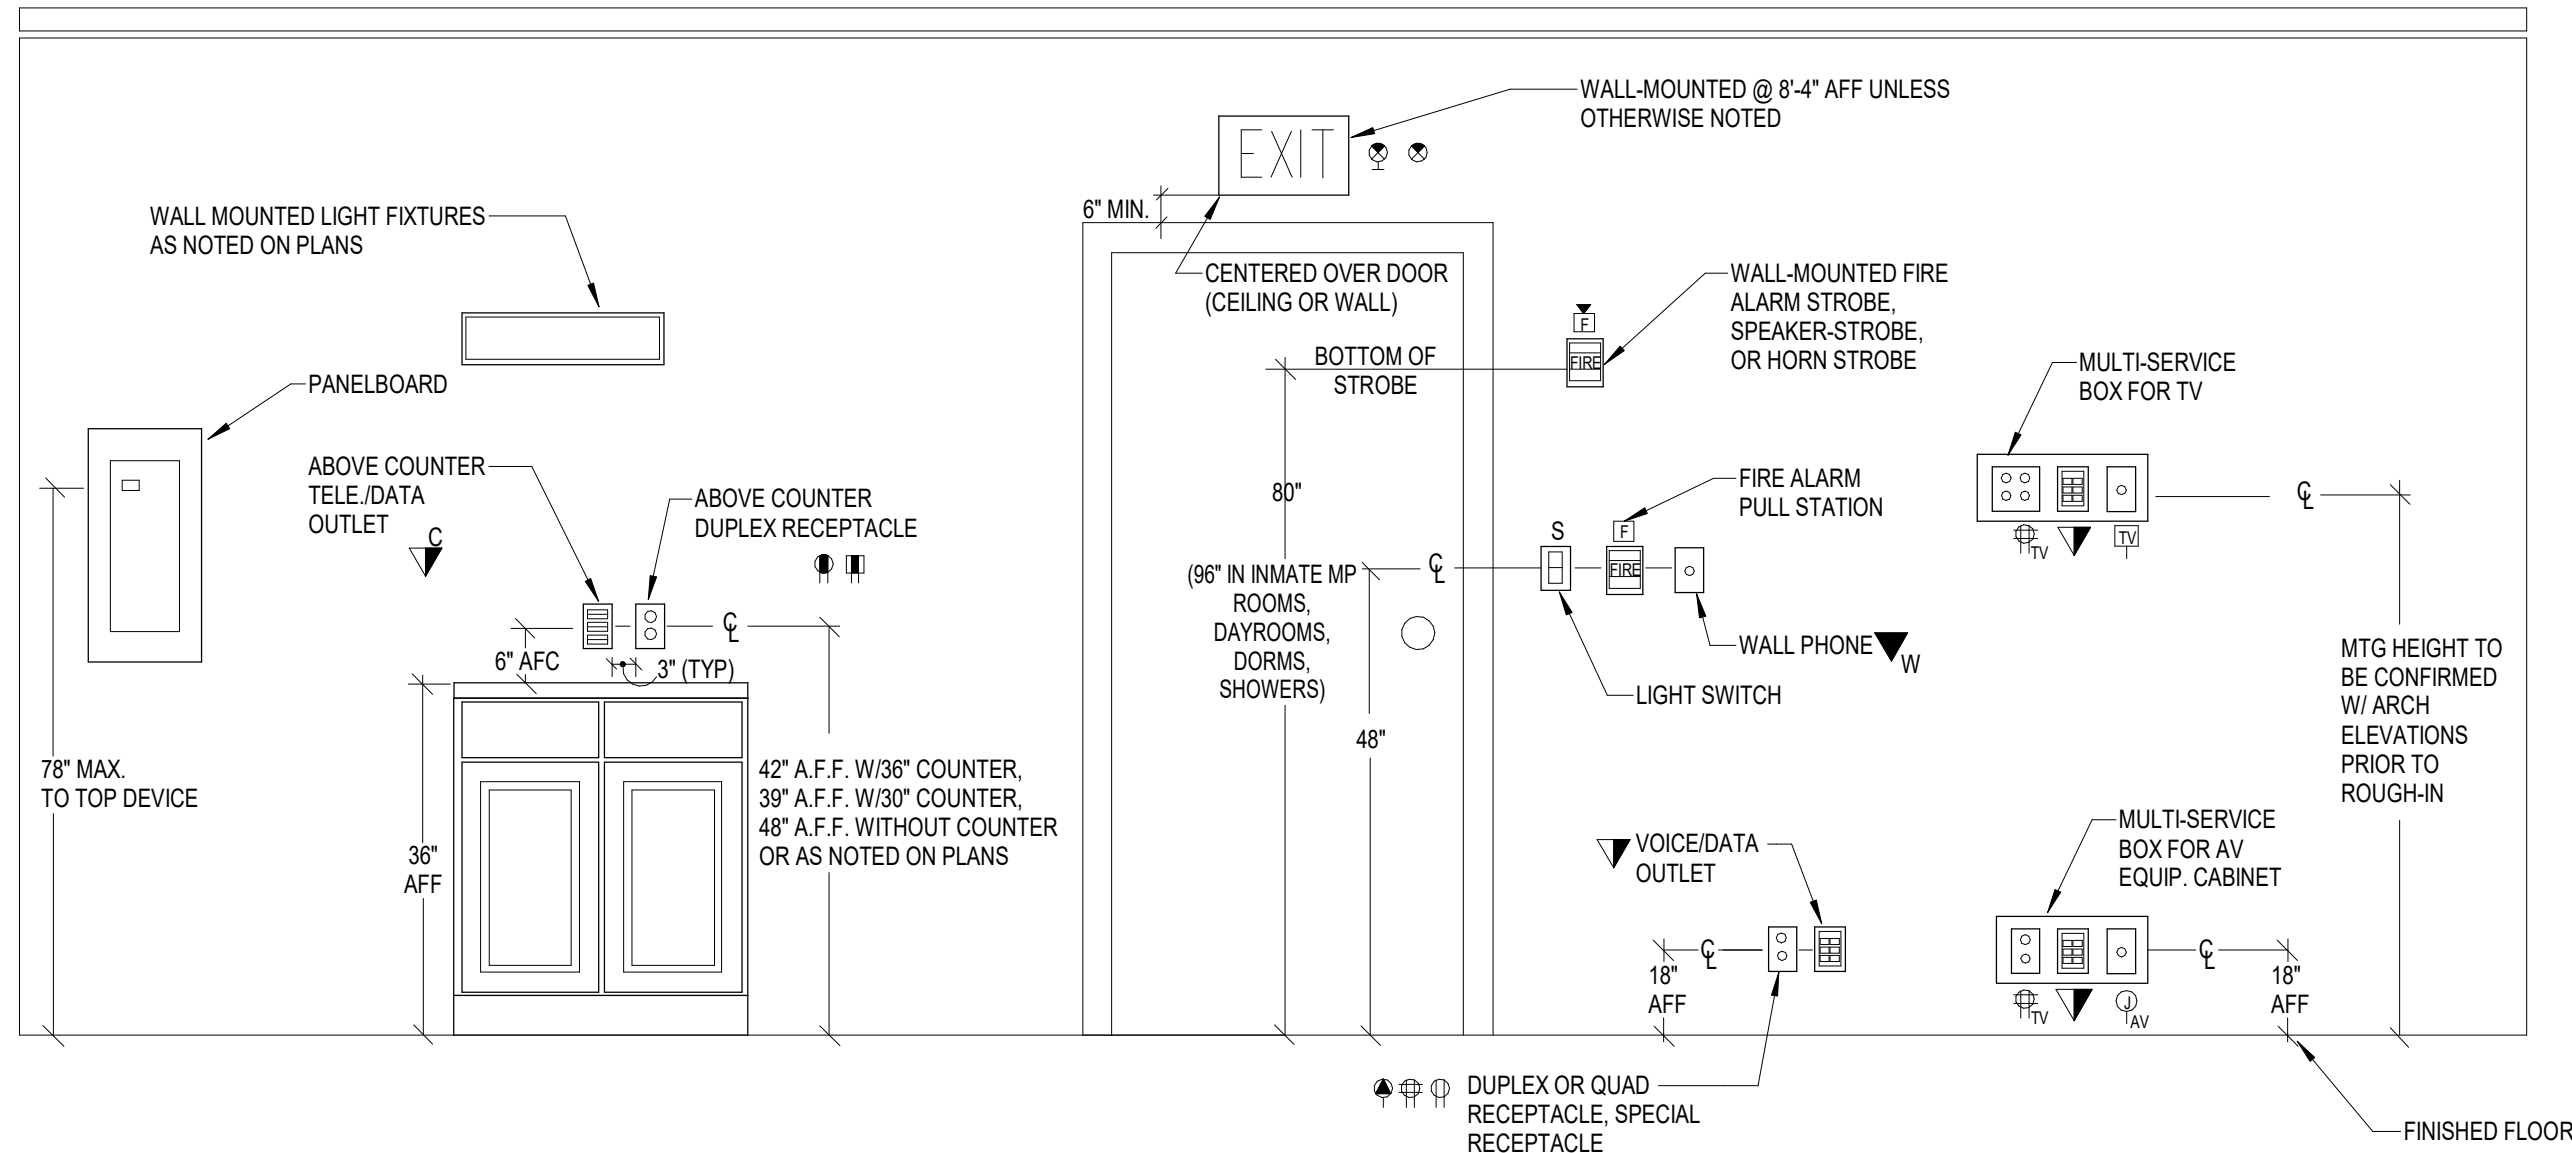 WALL-MOUNTED @ 8'-4" AFF UNLESS
OTHERWISE NOTED
EXIT
6" MIN.
WALL MOUNTED LIGHT FIXTURES
AS NOTED ON PLANS
CENTERED OVER DOOR
(CEILING OR WALL)
WALL-MOUNTED FIRE
ALARM STROBE,
SPEAKER-STROBE,
OR HORN STROBE
F
FIRE
BOTTOM OF
STROBE
MULTI-SERVICE
BOX FOR TV
PANELBOARD
ABOVE COUNTER
TELE./DATA
OUTLET
C
ABOVE COUNTER
DUPLEX RECEPTACLE
80"
FIRE ALARM
PULL STATION
S
F
FIRE
CL
TV
TV
CL
(96" IN INMATE MP
ROOMS,
DAYROOMS,
DORMS,
SHOWERS)
CL
6" AFC
3" (TYP)
WALL PHONE
W
LIGHT SWITCH
MTG HEIGHT TO
BE CONFIRMED
W/ ARCH
ELEVATIONS
PRIOR TO
ROUGH-IN
48"
78" MAX.
TO TOP DEVICE
36"
AFF
42" A.F.F. W/36" COUNTER,
39" A.F.F. W/30" COUNTER,
48" A.F.F. WITHOUT COUNTER
OR AS NOTED ON PLANS
VOICE/DATA
OUTLET
MULTI-SERVICE
BOX FOR AV
EQUIP. CABINET
CL
18"
AFF
CL
18"
AFF
TV
J
AV
DUPLEX OR QUAD
RECEPTACLE, SPECIAL
RECEPTACLE
FINISHED FLOOR